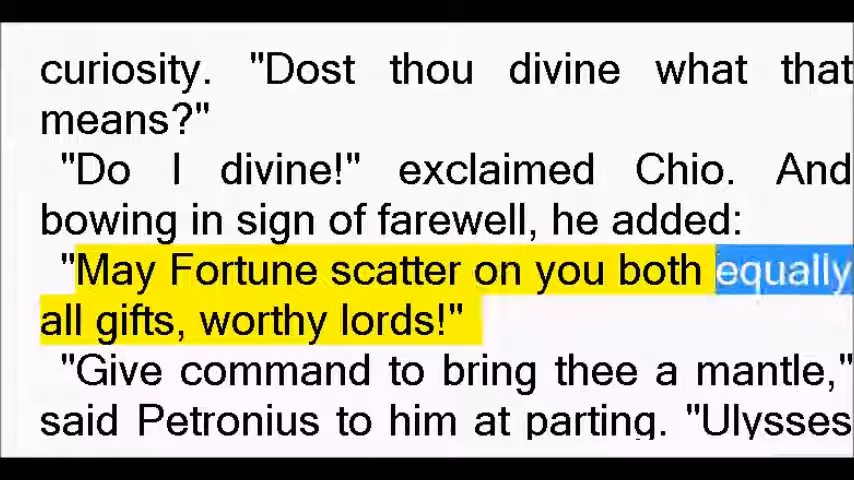 curiosity. "Dost thou divine what that
means?"
"Do I divine!" exclaimed Chio. And
bowing in sign of farewell, he added:
"May Fortune scatter on you both equally
all gifts, worthy lords!"
"Give command to bring thee a mantle,"
said Petronius to him at parting. "Ulysses